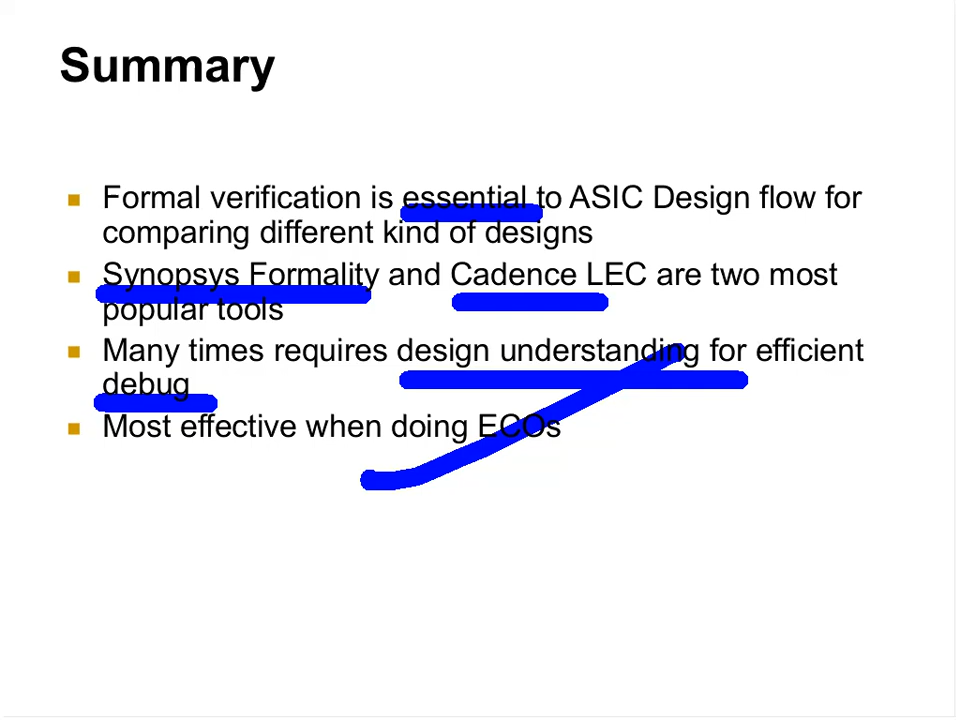 Summary
Formal verification is essential to ASIC Design flow for
comparing different kind of designs
Synopsys Formality and Cadence LEC are two most
popular tools
Many times requires design understanding for efficient
debug
Most effective when doing ECOs